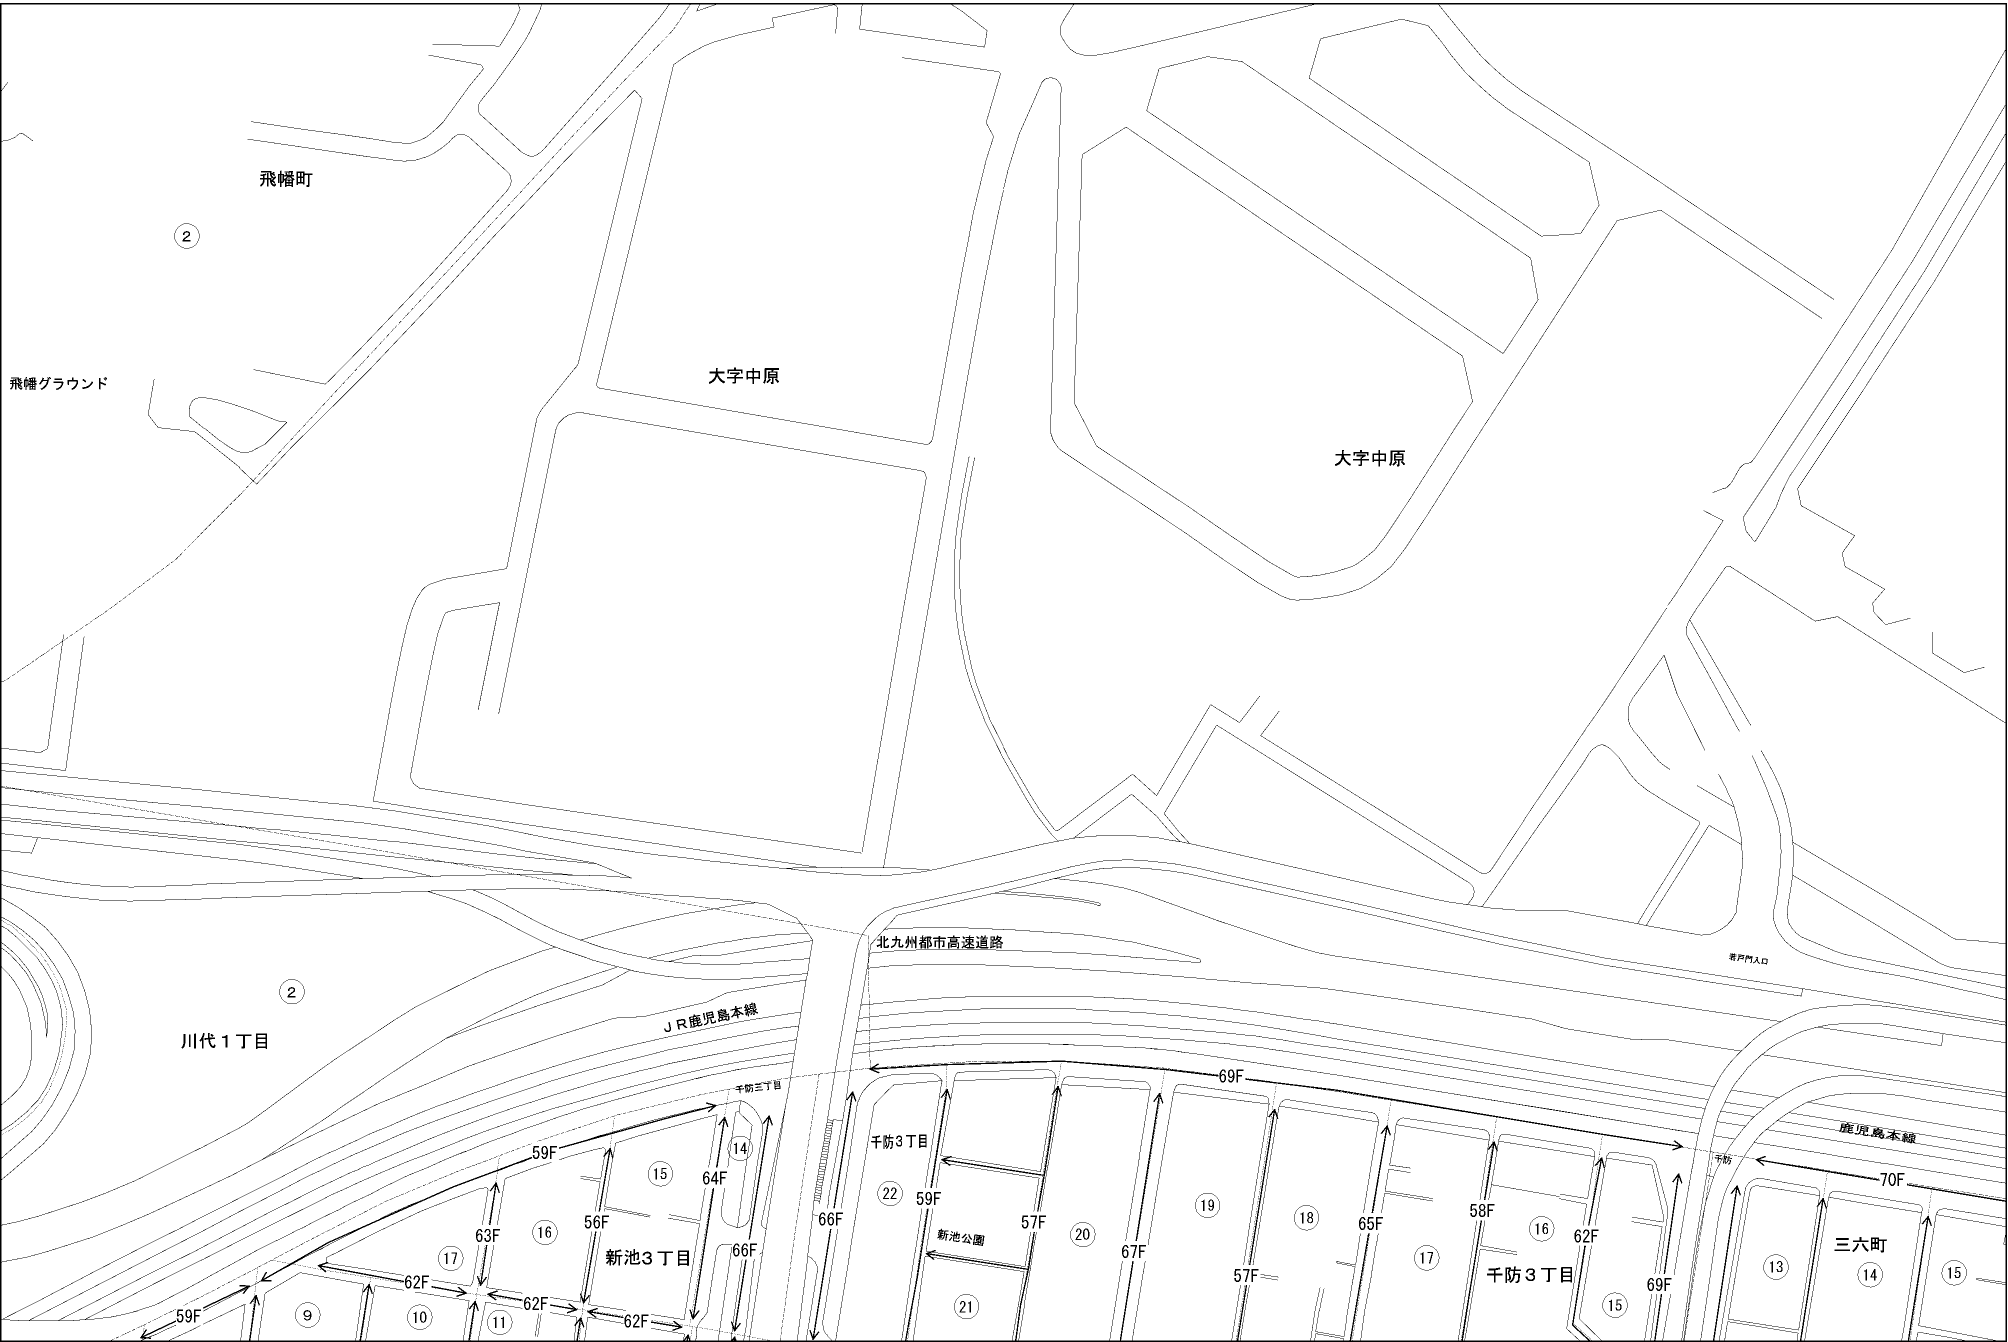 飛幡町
②
飛幡グラウンド
大字中原
大字中原
北九州都市高速道路
若戸門入口
②
川代1丁目
JR鹿児島本線
千防三丁目
69F
鹿児島本線
千防
70F
59F
14
15
64F
千防3丁目
22
59F
19
18
58F
16
三六町
63F
56F
16
66F
57F
20
65F
62F
17
新池3丁目
66F
新池公園
67F
17
千防3丁目
13
14
15
62F
57F
69F
59F
9
10
62F
11
62F
21
15